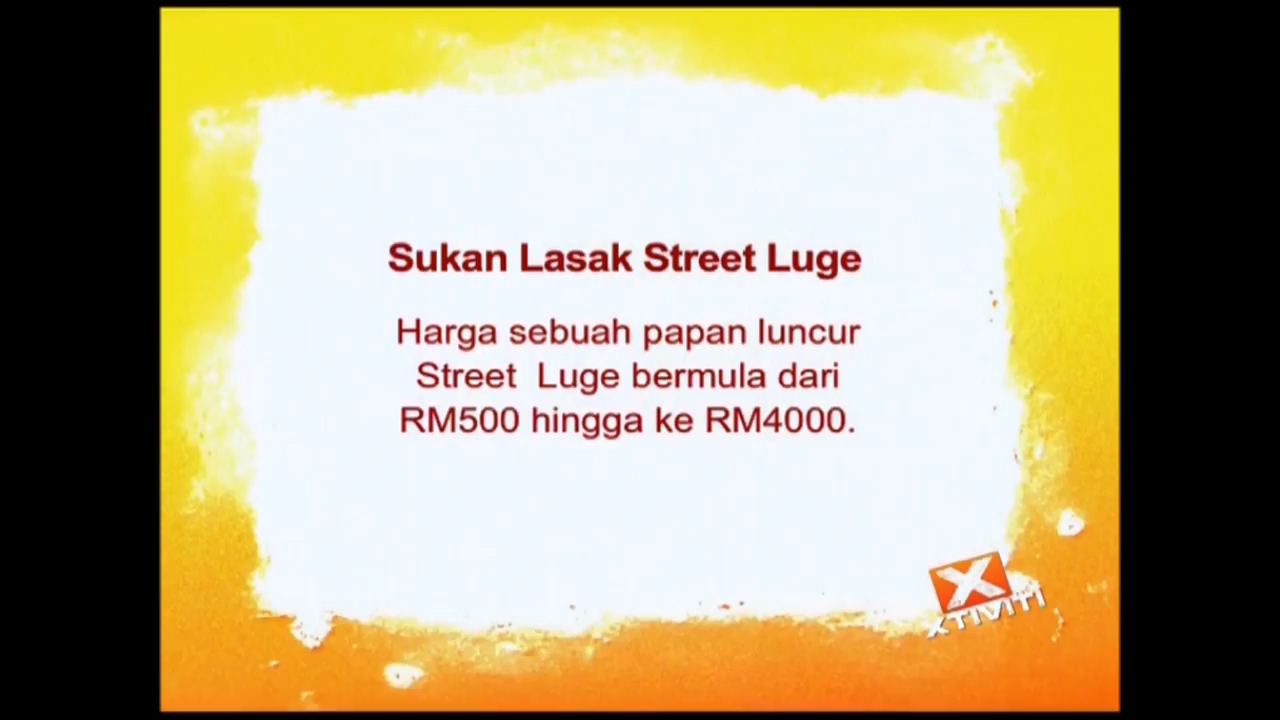 Sukan Lasak Street Luge
Harga sebuah papan luncur
Street Luge bermula dari
RM500 hingga ke RM4000.
X
XTIVITI